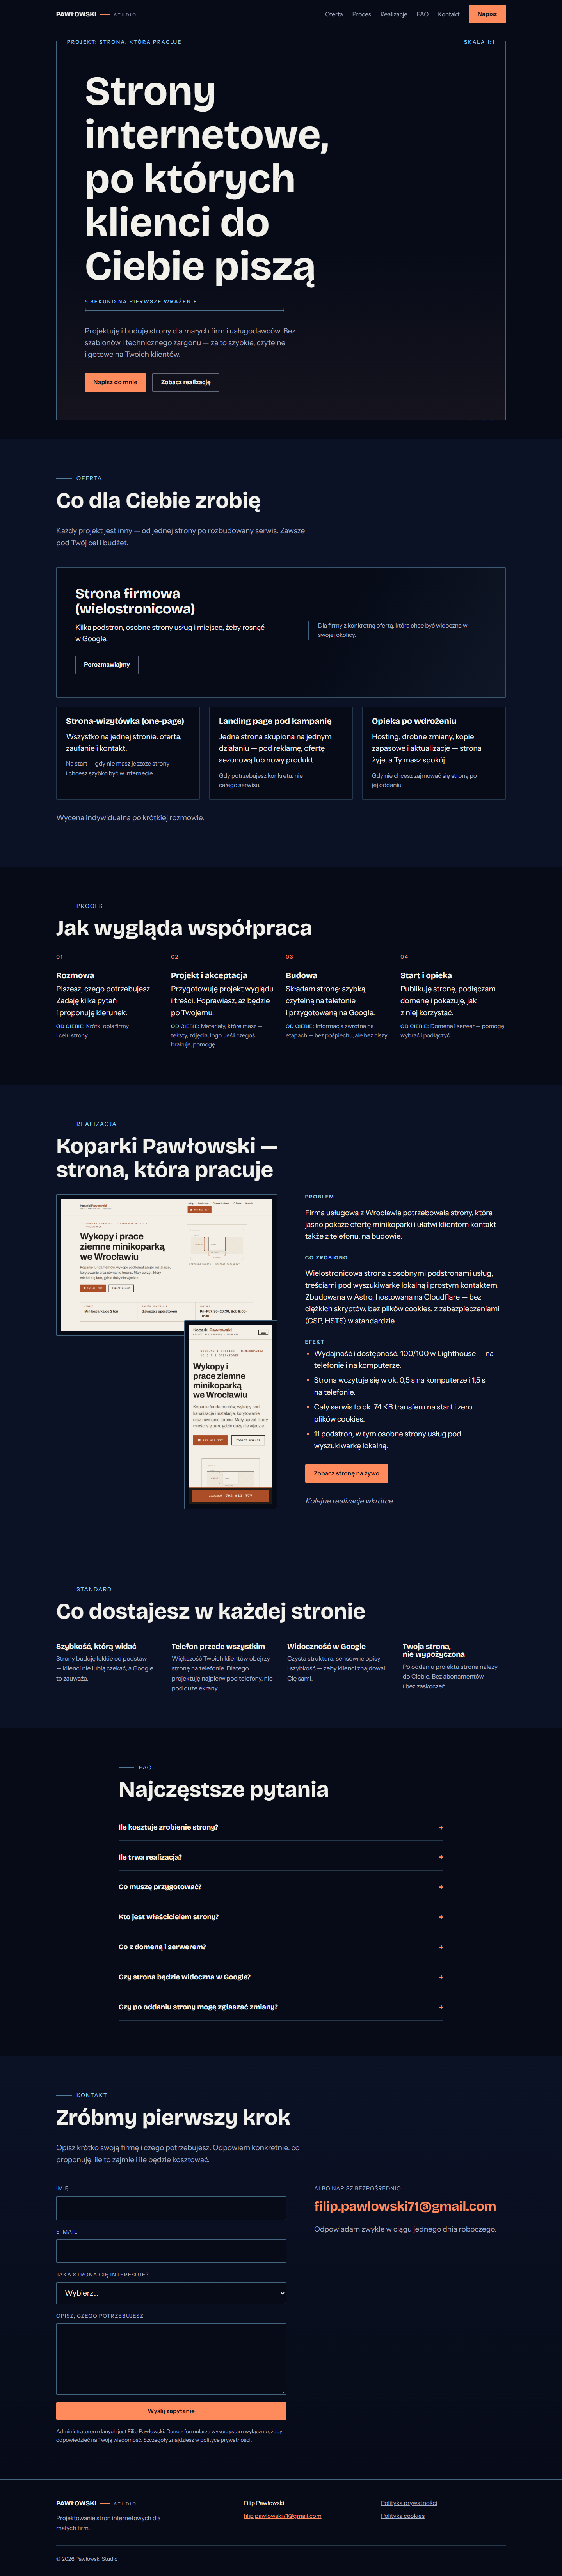 PAWŁOWSKI — STUDIO
Oferta Proces Realizacje FAQ Kontakt Napisz
PROJEKT: STRONA, KTÓRA PRACUJE
SKALA 1:1
Strony
internetowe,
po których
klienci do
Ciebie piszą
5 SEKUND NA PIERWSZE WRAŻENIE
Projektuję i buduję strony dla małych firm i usługodawców. Bez
szablonów i technicznego żargonu — za to szybkie, czytelne
i gotowe na Twoich klientów.
Napisz do mnie
Zobacz realizację
OFERTA
Co dla Ciebie zrobię
Każdy projekt jest inny — od jednej strony po rozbudowany serwis. Zawsze
pod Twój cel i budżet.
Strona firmowa
(wielostronicowa)
Kilka podstron, osobne strony usług i miejsce, żeby rosnąć
w Google.
Porozmawiajmy
Dla firmy z konkretną ofertą, która chce być widoczna w
swojej okolicy.
Strona-wizytówka (one-page)
Wszystko na jednej stronie: oferta,
zaufanie i kontakt.
Na start — gdy nie masz jeszcze strony
i chcesz szybko być w internecie.
Landing page pod kampanię
Jedna strona skupiona na jednym
działaniu — pod reklamę, ofertę
sezonową lub nowy produkt.
Gdy potrzebujesz konkretu, nie
całego serwisu.
Opieka po wdrożeniu
Hosting, drobne zmiany, kopie
zapasowe i aktualizacje — strona
żyje, a Ty masz spokój.
Gdy nie chcesz zajmować się stroną po
jej oddaniu.
Wycena indywidualna po krótkiej rozmowie.
PROCES
Jak wygląda współpraca
01
Rozmowa
Piszesz, czego potrzebujesz.
Zadaję kilka pytań
i proponuję kierunek.
OD CIEBIE: Krótki opis firmy
i celu strony.
02
Projekt i akceptacja
Przygotowuję projekt wyglądu
i treści. Poprawiasz, aż będzie
po Twojemu.
OD CIEBIE: Materiały, które masz —
teksty, zdjęcia, logo. Jeśli czegoś
brakuje, pomogę.
03
Budowa
Składam stronę: szybką,
czytelną na telefonie
i przygotowaną na Google.
OD CIEBIE: Informacja zwrotna na
etapach — bez pośpiechu, ale bez ciszy.
04
Start i opieka
Publikuję stronę, podłączam
domenę i pokazuję, jak
z niej korzystać.
OD CIEBIE: Domena i serwer — pomogę
wybrać i podłączyć.
REALIZACJA
Koparki Pawłowski —
strona, która pracuje
Koparki Pawłowski
Wykopy i prace
ziemne minikoparką
we Wrocławiu
Koparki Pawłowski
Wykopy i
prace ziemne
minikoparką
we Wrocławiu
PROBLEM
Firma usługowa z Wrocławia potrzebowała strony, która
jasno pokaże ofertę minikoparki i ułatwi klientom kontakt —
także z telefonu, na budowie.
CO ZROBIONO
Wielostronicowa strona z osobnymi podstronami usług,
treściami pod wyszukiwarkę lokalną i prostym kontaktem.
Zbudowana w Astro, hostowana na Cloudflare — bez
ciężkich skryptów, bez plików cookies, z zabezpieczeniami
(CSP, HSTS) w standardzie.
EFEKT
Wydajność i dostępność: 100/100 w Lighthouse — na
telefonie i na komputerze.
Strona wczytuje się w ok. 0,5 s na komputerze i 1,5 s
na telefonie.
Cały serwis to ok. 74 KB transferu na start i zero
plików cookies.
11 podstron, w tym osobne strony usług pod
wyszukiwarkę lokalną.
Zobacz stronę na żywo
Kolejne realizacje wkrótce.
STANDARD
Co dostajesz w każdej stronie
Szybkość, którą widać
Strony buduję lekkie od podstaw
— klienci nie lubią czekać, a Google
to zauważa.
Telefon przede wszystkim
Większość Twoich klientów obejrzy
stronę na telefonie. Dlatego
projektuję najpierw pod telefony, nie
pod duże ekrany.
Widoczność w Google
Czysta struktura, sensowne opisy
i szybkość — żeby klienci znajdowali
Cię sami.
Twoja strona,
nie wypożyczona
Po oddaniu projektu strona należy
do Ciebie. Bez abonamentów
i bez zaskoczeń.
FAQ
Najczęstsze pytania
Ile kosztuje zrobienie strony? +
Ile trwa realizacja? +
Co muszę przygotować? +
Kto jest właścicielem strony? +
Co z domeną i serwerem? +
Czy strona będzie widoczna w Google? +
Czy po oddaniu strony mogę zgłaszać zmiany? +
KONTAKT
Zróbmy pierwszy krok
Opisz krótko swoją firmę i czego potrzebujesz. Odpowiem konkretnie: co
proponuję, ile to zajmie i ile będzie kosztować.
IMIĘ
E-MAIL
JAKA STRONA CIĘ INTERESUJE?
Wybierz...
OPISZ, CZEGO POTRZEBUJESZ
Wyślij zapytanie
Administratorem danych jest Filip Pawłowski. Dane z formularza wykorzystam wyłącznie, żeby
odpowiedzieć na Twoją wiadomość. Szczegóły znajdziesz w polityce prywatności.
ALBO NAPISZ BEZPOŚREDNIO
filip.pawlowski71@gmail.com
Odpowiadam zwykle w ciągu jednego dnia roboczego.
PAWŁOWSKI — STUDIO
Projektowanie stron internetowych dla
małych firm.
Filip Pawłowski
filip.pawlowski71@gmail.com
Polityka prywatności
Polityka cookies
© 2026 Pawłowski Studio